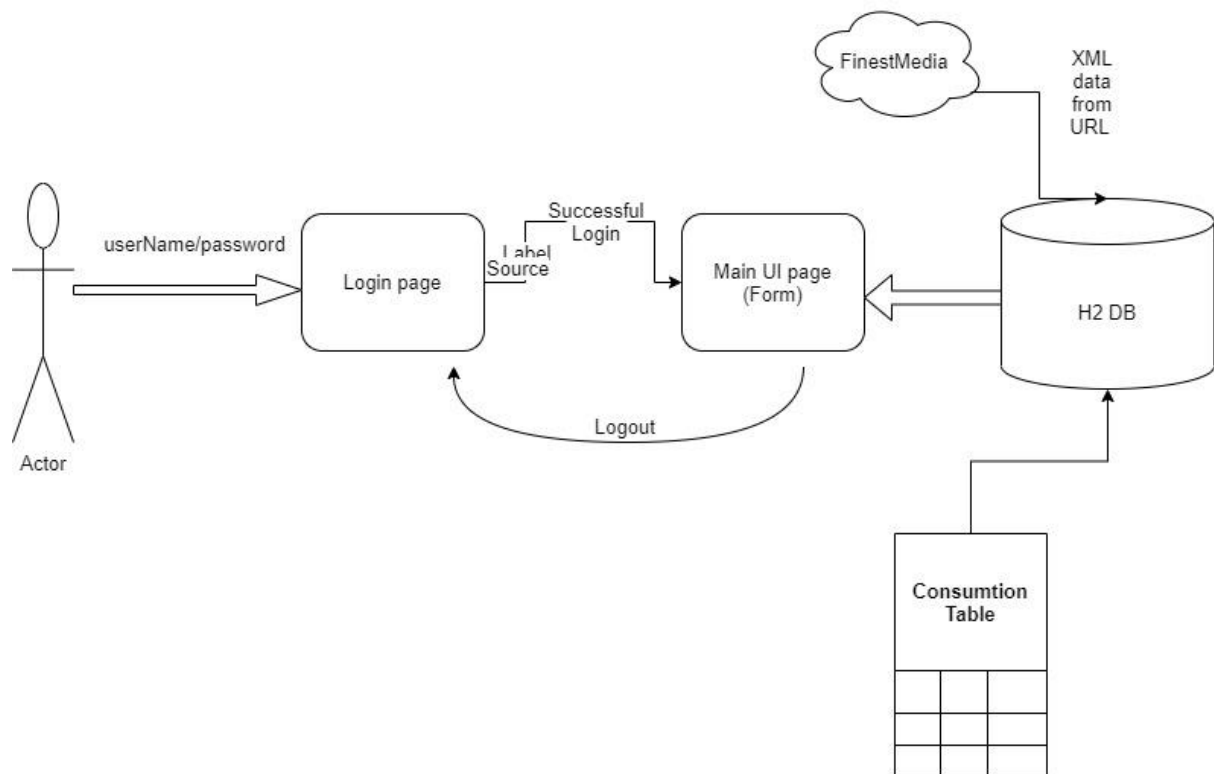 FinestMedia
XML
data
from
URL
userName/password
Successful
Login
Label
Source
Login page
Main UI page
(Form)
H2 DB
Logout
Actor
Consumtion
Table